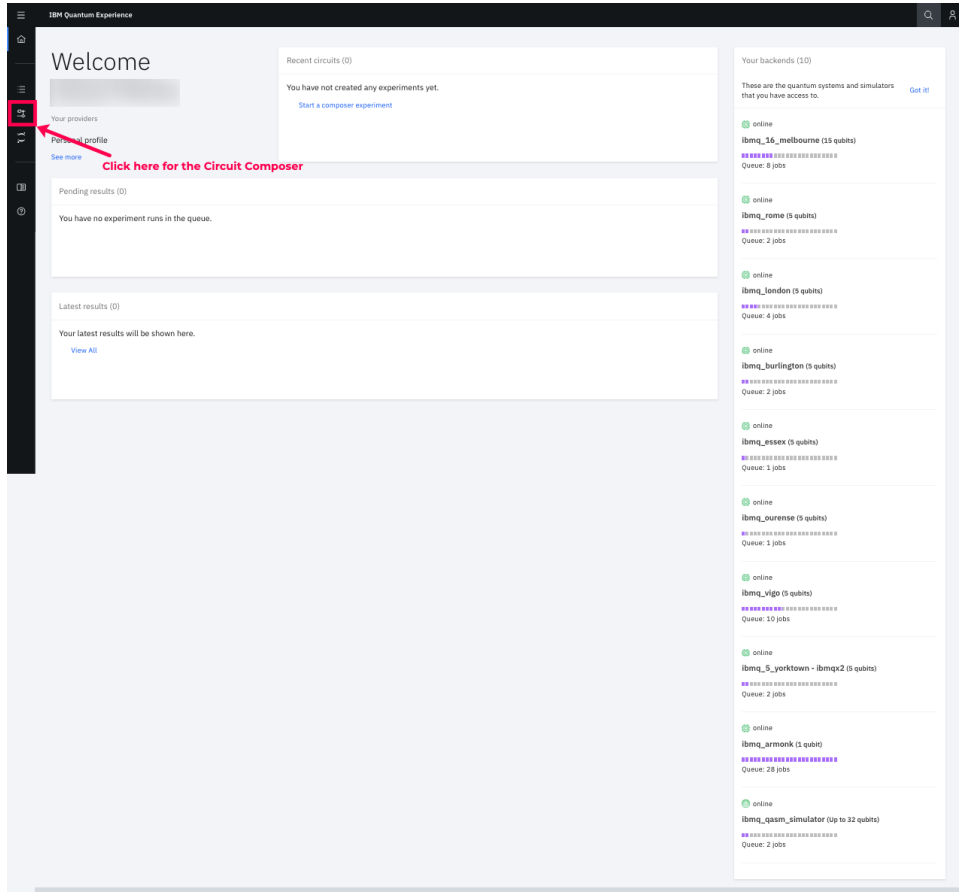 IBM Quantum Experience
Welcome
Your providers
Personal profile
See more
Click here for the Circuit Composer
Recent circuits (0)
You have not created any experiments yet.
Start a composer experiment
Pending results (0)
You have no experiment runs in the queue.
Latest results (0)
Your latest results will be shown here.
View All
Your backends (10)
These are the quantum systems and simulators
that you have access to.
Got it!
online
ibmq_16_melbourne (15 qubits)
Queue: 8 jobs
online
ibmq_rome (5 qubits)
Queue: 2 jobs
online
ibmq_london (5 qubits)
Queue: 4 jobs
online
ibmq_burlington (5 qubits)
Queue: 2 jobs
online
ibmq_essex (5 qubits)
Queue: 1 jobs
online
ibmq_ourense (5 qubits)
Queue: 1 jobs
online
ibmq_vigo (5 qubits)
Queue: 10 jobs
online
ibmq_5_yorktown - ibmqx2 (5 qubits)
Queue: 2 jobs
online
ibmq_armonk (1 qubit)
Queue: 28 jobs
online
ibmq_qasm_simulator (Up to 32 qubits)
Queue: 2 jobs